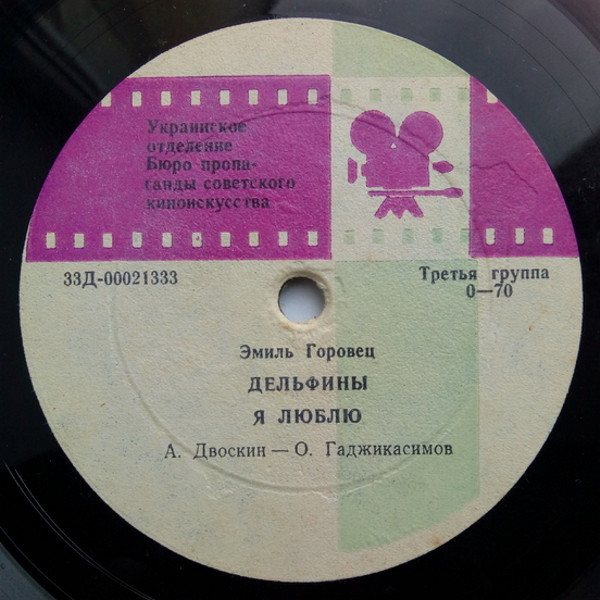 Украинское
отделение
Бюро пропа-
ганды советского
киноискусства
33Д-00021333
Третья группа
0—70
Эмиль Горовец
ДЕЛЬФИНЫ
Я ЛЮБЛЮ
А. Двоскин — О. Гаджикасимов